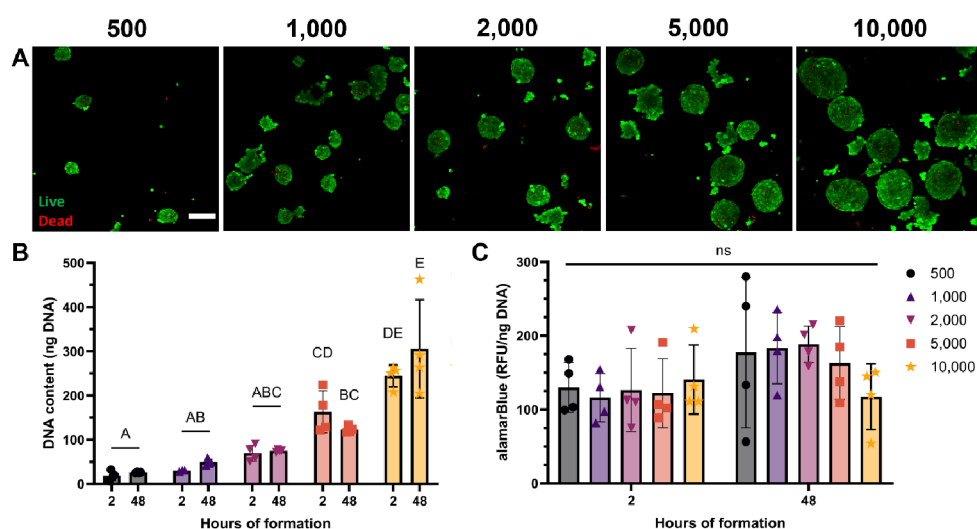 500 1,000 2,000 5,000 10,000
A
Live
Dead
B
DNA content (ng DNA)
500
400
300
200
100
0
A
AB
ABC
CD
BC
DE
E
2 48 2 48 2 48 2 48 2 48
Hours of formation
C
alamarBlue (RFU/ng DNA)
300
200
100
0
ns
2 48
Hours of formation
500
1,000
2,000
5,000
10,000